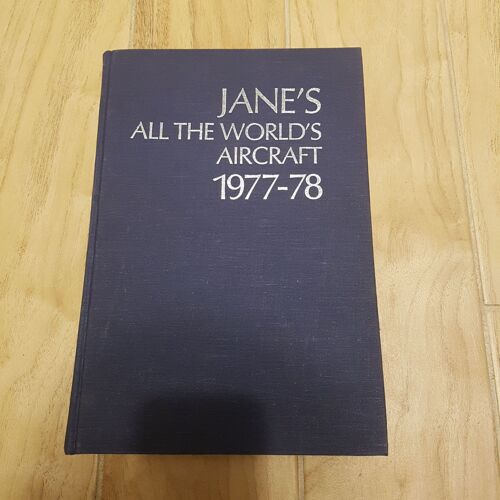 JANE'S
ALL THE WORLD'S
AIRCRAFT
1977-78